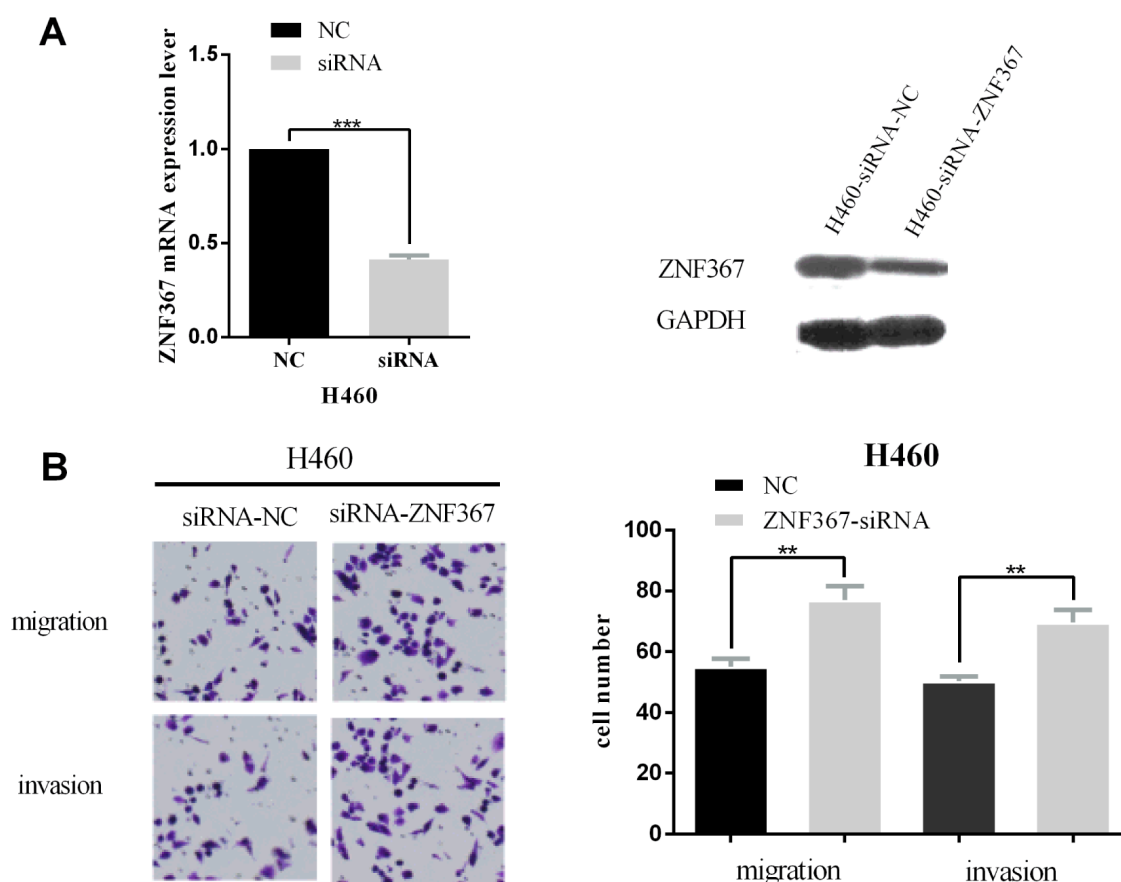 A
NC
siRNA
ZNF367 mRNA expression lever
1.5
1.0
0.5
0.0
***
NC siRNA
H460
H460-siRNA-NC
H460-siRNA-ZNF367
ZNF367
GAPDH
B
H460
siRNA-NC siRNA-ZNF367
migration
invasion
H460
NC
ZNF367-siRNA
cell number
100
80
60
40
20
0
**
**
migration invasion